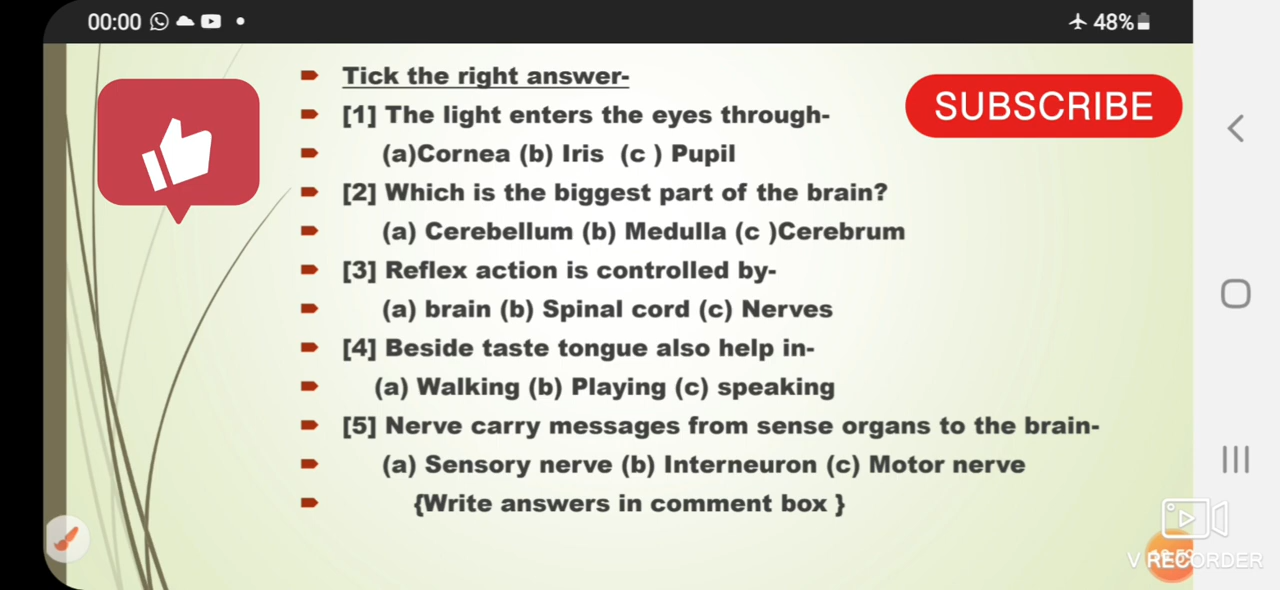 00:00 48%
Tick the right answer-
SUBSCRIBE
[1] The light enters the eyes through-
(a)Cornea (b) Iris (c ) Pupil
[2] Which is the biggest part of the brain?
(a) Cerebellum (b) Medulla (c )Cerebrum
[3] Reflex action is controlled by-
(a) brain (b) Spinal cord (c) Nerves
[4] Beside taste tongue also help in-
(a) Walking (b) Playing (c) speaking
[5] Nerve carry messages from sense organs to the brain-
(a) Sensory nerve (b) Interneuron (c) Motor nerve
{Write answers in comment box }
V RECORDER